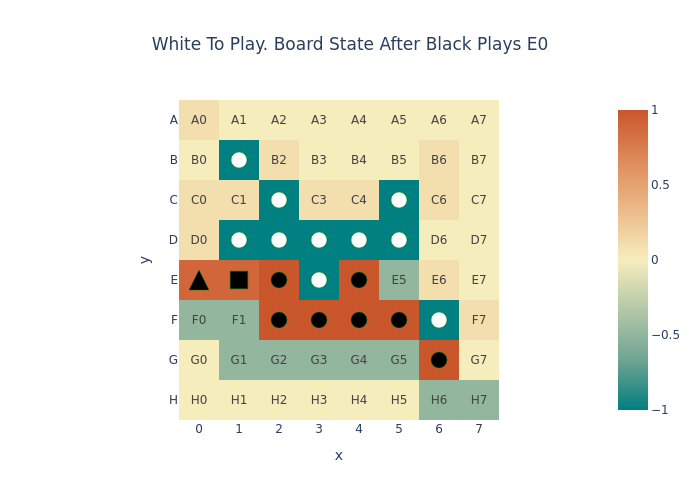 White To Play. Board State After Black Plays E0
A A0 A1 A2 A3 A4 A5 A6 A7
B B0 B2 B3 B4 B5 B6 B7
C C0 C1 C3 C4 C6 C7
D D0 D6 D7
E E5 E6 E7
F F0 F1 F7
G G0 G1 G2 G3 G4 G5 G7
H H0 H1 H2 H3 H4 H5 H6 H7
0 1 2 3 4 5 6 7
x
y
1
0.5
0
−0.5
−1